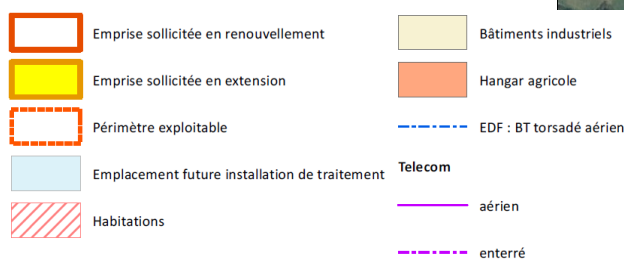 Emprise sollicitée en renouvellement
Emprise sollicitée en extension
Périmètre exploitable
Emplacement future installation de traitement
Habitations
Bâtiments industriels
Hangar agricole
EDF : BT torsadé aérien
Telecom
aérien
enterré